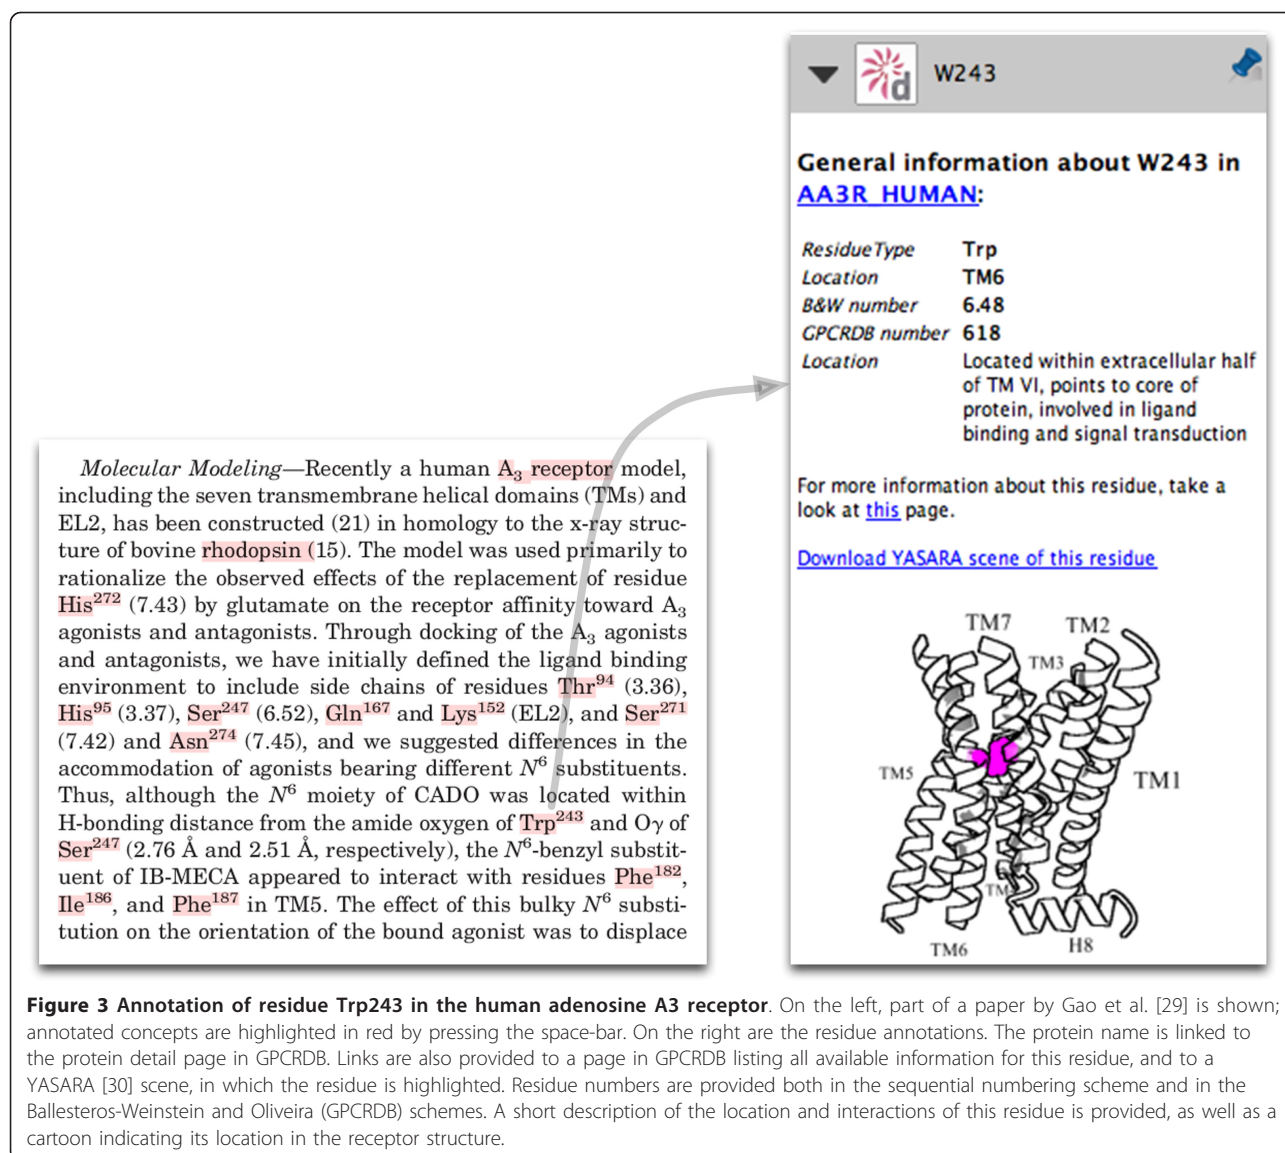 W243
General information about W243 in
AA3R_HUMAN:
ResidueType Trp
Location TM6
B&W number 6.48
GPCRDB number 618
Location Located within extracellular half
of TM VI, points to core of
protein, involved in ligand
binding and signal transduction
For more information about this residue, take a
look at this page.
Download YASARA scene of this residue
TM7
TM2
TM3
TM5
TM1
TM6
H8
d
Molecular Modeling—Recently a human A₃ receptor model,
including the seven transmembrane helical domains (TMs) and
EL2, has been constructed (21) in homology to the x-ray struc-
ture of bovine rhodopsin (15). The model was used primarily to
rationalize the observed effects of the replacement of residue
His²⁷² (7.43) by glutamate on the receptor affinity toward A₃
agonists and antagonists. Through docking of the A₃ agonists
and antagonists, we have initially defined the ligand binding
environment to include side chains of residues Thr⁹⁴ (3.36),
His⁹⁵ (3.37), Ser²⁴⁷ (6.52), Gln¹⁶⁷ and Lys¹⁵² (EL2), and Ser²⁷¹
(7.42) and Asn²⁷⁴ (7.45), and we suggested differences in the
accommodation of agonists bearing different N⁶ substituents.
Thus, although the N⁶ moiety of CADO was located within
H-bonding distance from the amide oxygen of Trp²⁴³ and Oγ of
Ser²⁴⁷ (2.76 Å and 2.51 Å, respectively), the N⁶-benzyl substit-
uent of IB-MECA appeared to interact with residues Phe¹⁸²,
Ile¹⁸⁶, and Phe¹⁸⁷ in TM5. The effect of this bulky N⁶ substi-
tution on the orientation of the bound agonist was to displace
Figure 3 Annotation of residue Trp243 in the human adenosine A3 receptor. On the left, part of a paper by Gao et al. [29] is shown;
annotated concepts are highlighted in red by pressing the space-bar. On the right are the residue annotations. The protein name is linked to
the protein detail page in GPCRDB. Links are also provided to a page in GPCRDB listing all available information for this residue, and to a
YASARA [30] scene, in which the residue is highlighted. Residue numbers are provided both in the sequential numbering scheme and in the
Ballesteros-Weinstein and Oliveira (GPCRDB) schemes. A short description of the location and interactions of this residue is provided, as well as a
cartoon indicating its location in the receptor structure.